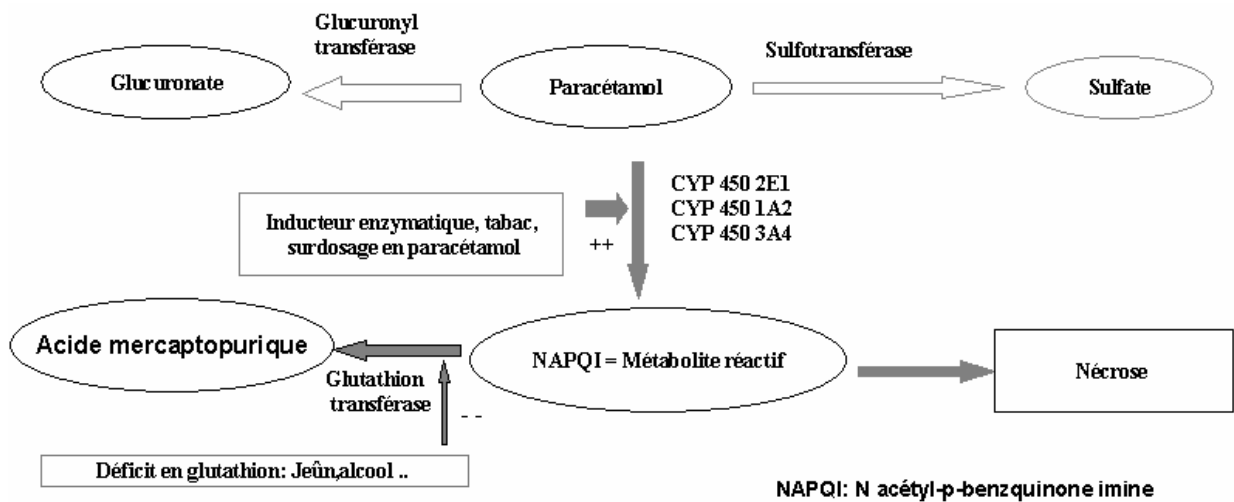 Glucuronyl
transférase
Sulfotransférase
Glucuronate
Paracétamol
Sulfate
CYP 450 2E1
CYP 450 1A2
CYP 450 3A4
Inducteur enzymatique, tabac,
surdosage en paracétamol
++
Acide mercaptopurique
NAPQI = Métabolite réactif
Nécrose
Glutathion
transférase
- -
Déficit en glutathion: Jeûn,alcool ..
NAPQI: N acétyl-p-benzquinone imine